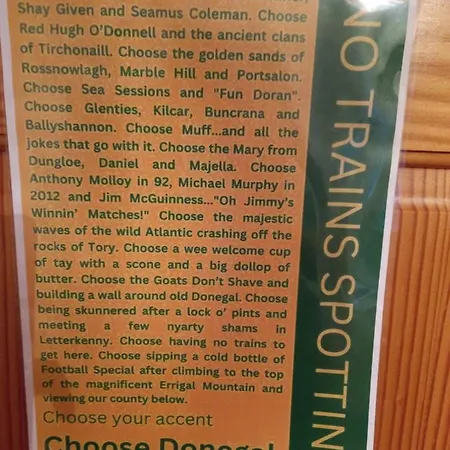 Shay Given and Seamus Coleman. Choose
Red Hugh O'Donnell and the ancient clans
of Tirchonaill. Choose the golden sands of
Rossnowlagh, Marble Hill and Portsalon.
Choose Sea Sessions and "Fun Doran".
Choose Glenties, Kilcar, Buncrana and
Ballyshannon. Choose Muff...and all the
jokes that go with it. Choose the Mary from
Dungloe, Daniel and Majella. Choose
Anthony Molloy in 92, Michael Murphy in
2012 and Jim McGuinness..."Oh Jimmy's
Winnin' Matches!" Choose the majestic
waves of the wild Atlantic crashing off the
rocks of Tory. Choose a wee welcome cup
of tay with a scone and a big dollop of
butter. Choose the Goats Don't Shave and
building a wall around old Donegal. Choose
being skunnered after a lock o' pints and
meeting a few nyarty shams in
Letterkenny. Choose having no trains to
get here. Choose sipping a cold bottle of
Football Special after climbing to the top
of the magnificent Errigal Mountain and
viewing our county below.
Choose your accent
Choose Donegal
NO TRAINS SPOTTIN